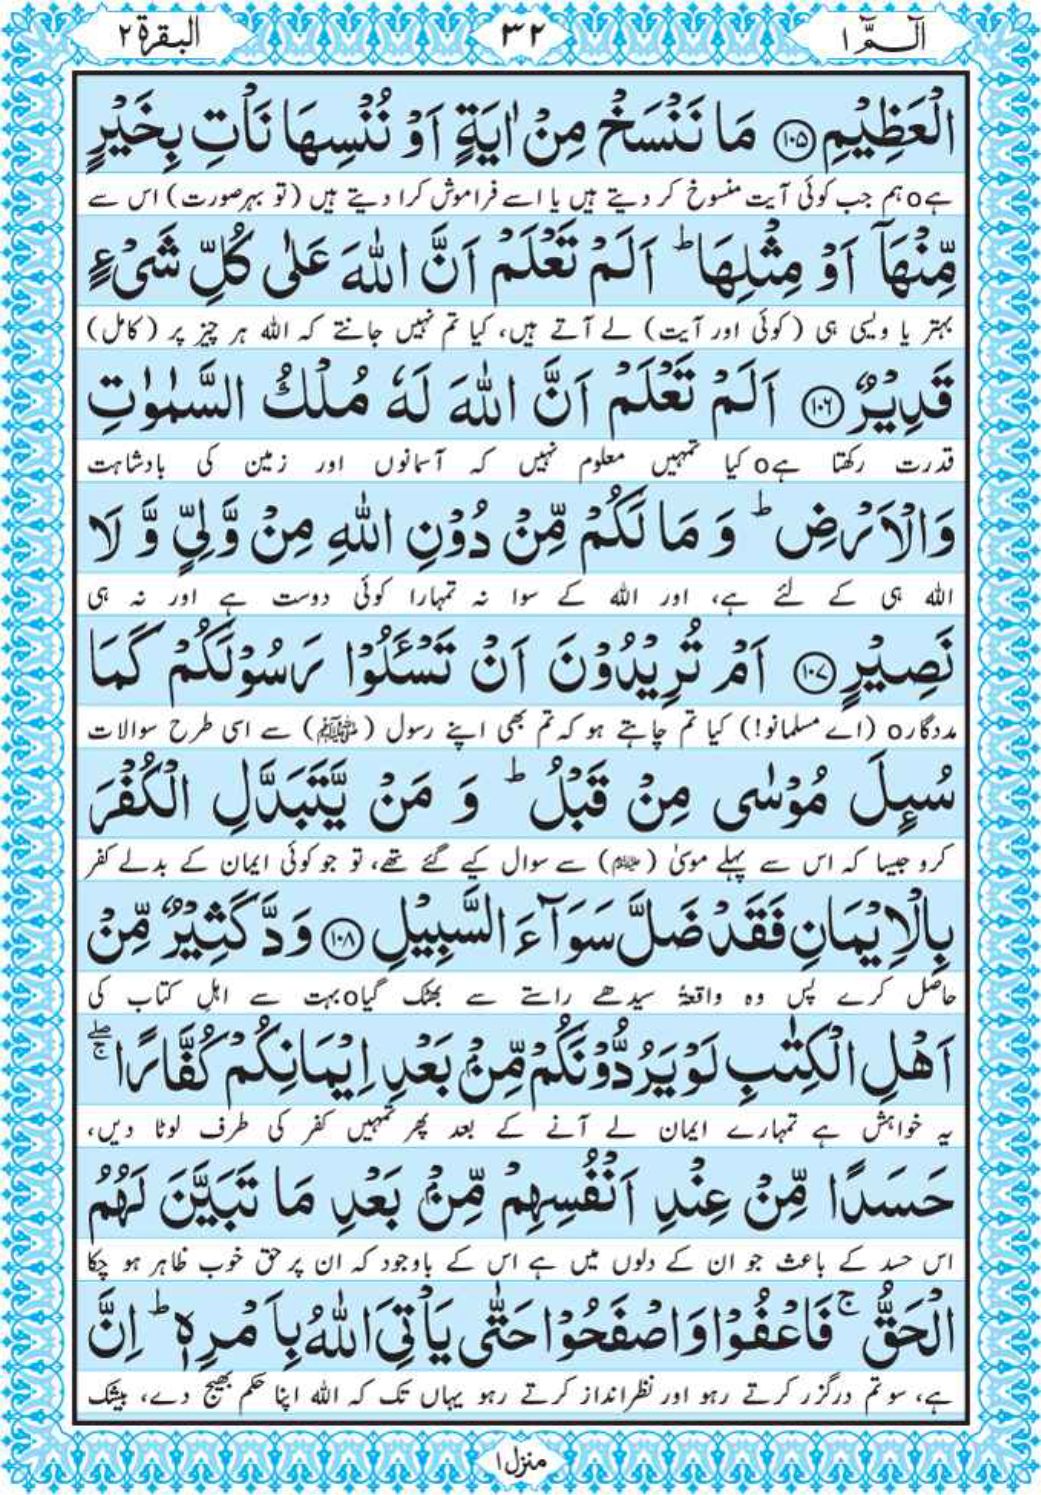 الٓمّٓ ١
٣٢
البقرة ٢
الْعَظِيْمِ ﴿١٠٥﴾ مَا نَنْسَخْ مِنْ اٰيَةٍ اَوْ نُنْسِهَا نَاْتِ بِخَيْرٍ
ہے o ہم جب کوئی آیت منسوخ کر دیتے ہیں یا اسے فراموش کرا دیتے ہیں (تو بہرصورت) اس سے
مِّنْهَاۤ اَوْ مِثْلِهَا ؕ اَلَمْ تَعْلَمْ اَنَّ اللّٰهَ عَلٰى كُلِّ شَیْءٍ
بہتر یا ویسی ہی (کوئی اور آیت) لے آتے ہیں، کیا تم نہیں جانتے کہ اللہ ہر چیز پر (کامل)
قَدِيْرٌ ﴿١٠٦﴾ اَلَمْ تَعْلَمْ اَنَّ اللّٰهَ لَهٗ مُلْكُ السَّمٰوٰتِ
قدرت رکھتا ہے o کیا تمہیں معلوم نہیں کہ آسمانوں اور زمین کی بادشاہت
وَالْاَرْضِ ؕ وَ مَا لَكُمْ مِّنْ دُوْنِ اللّٰهِ مِنْ وَّلِیٍّ وَّ لَا
اللہ ہی کے لئے ہے، اور اللہ کے سوا نہ تمہارا کوئی دوست ہے اور نہ ہی
نَصِيْرٍ ﴿١٠٧﴾ اَمْ تُرِيْدُوْنَ اَنْ تَسْـَٔلُوْا رَسُوْلَكُمْ كَمَا
مددگار o (اے مسلمانو!) کیا تم چاہتے ہو کہ تم بھی اپنے رسول (ﷺ) سے اسی طرح سوالات
سُىِٕلَ مُوْسٰى مِنْ قَبْلُ ؕ وَ مَنْ يَّتَبَدَّلِ الْكُفْرَ
کرو جیسا کہ اس سے پہلے موسیٰ (علیہ السلام) سے سوال کیے گئے تھے، تو جو کوئی ایمان کے بدلے کفر
بِالْاِيْمَانِ فَقَدْ ضَلَّ سَوَآءَ السَّبِيْلِ ﴿١٠٨﴾ وَدَّ كَثِيْرٌ مِّنْ
حاصل کرے پس وہ واقعۃً سیدھے راستے سے بھٹک گیا o بہت سے اہلِ کتاب کی
اَهْلِ الْكِتٰبِ لَوْ يَرُدُّوْنَكُمْ مِّنْۢ بَعْدِ اِيْمَانِكُمْ كُفَّارًا ۚۖ
یہ خواہش ہے تمہارے ایمان لے آنے کے بعد پھر تمہیں کفر کی طرف لوٹا دیں،
حَسَدًا مِّنْ عِنْدِ اَنْفُسِهِمْ مِّنْۢ بَعْدِ مَا تَبَيَّنَ لَهُمُ
اس حسد کے باعث جو ان کے دلوں میں ہے اس کے باوجود کہ ان پر حق خوب ظاہر ہو چکا
الْحَقُّ ۚ فَاعْفُوْا وَاصْفَحُوْا حَتّٰى يَاْتِیَ اللّٰهُ بِاَمْرِهٖ ؕ اِنَّ
ہے، سو تم درگزر کرتے رہو اور نظرانداز کرتے رہو یہاں تک کہ اللہ اپنا حکم بھیج دے، بیشک
منزل ١